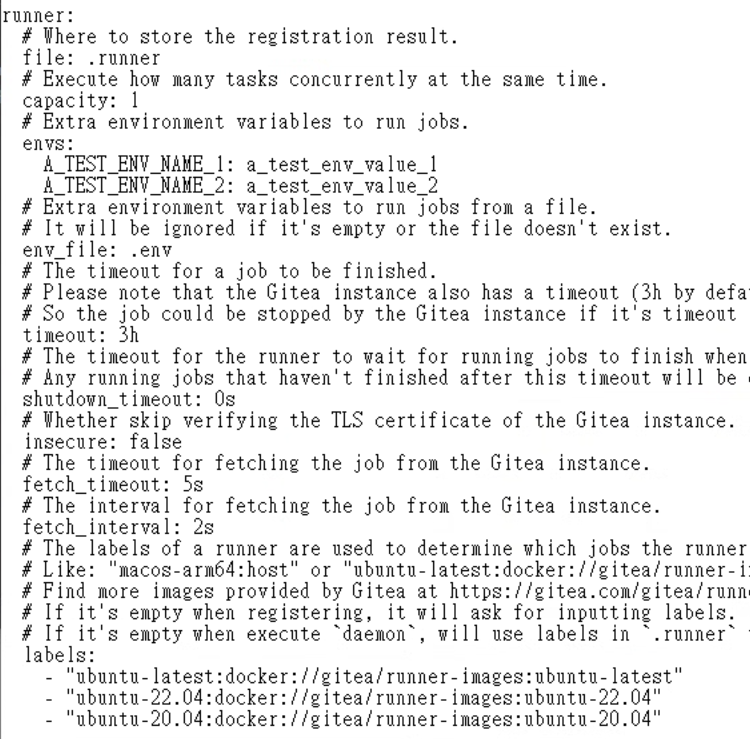 runner:
  # Where to store the registration result.
  file: .runner
  # Execute how many tasks concurrently at the same time.
  capacity: 1
  # Extra environment variables to run jobs.
  envs:
    A_TEST_ENV_NAME_1: a_test_env_value_1
    A_TEST_ENV_NAME_2: a_test_env_value_2
  # Extra environment variables to run jobs from a file.
  # It will be ignored if it's empty or the file doesn't exist.
  env_file: .env
  # The timeout for a job to be finished.
  # Please note that the Gitea instance also has a timeout (3h by defa
  # So the job could be stopped by the Gitea instance if it's timeout
  timeout: 3h
  # The timeout for the runner to wait for running jobs to finish when
  # Any running jobs that haven't finished after this timeout will be
  shutdown_timeout: 0s
  # Whether skip verifying the TLS certificate of the Gitea instance.
  insecure: false
  # The timeout for fetching the job from the Gitea instance.
  fetch_timeout: 5s
  # The interval for fetching the job from the Gitea instance.
  fetch_interval: 2s
  # The labels of a runner are used to determine which jobs the runner
  # Like: "macos-arm64:host" or "ubuntu-latest:docker://gitea/runner-i
  # Find more images provided by Gitea at https://gitea.com/gitea/runn
  # If it's empty when registering, it will ask for inputting labels.
  # If it's empty when execute `daemon`, will use labels in `.runner`
  labels:
    - "ubuntu-latest:docker://gitea/runner-images:ubuntu-latest"
    - "ubuntu-22.04:docker://gitea/runner-images:ubuntu-22.04"
    - "ubuntu-20.04:docker://gitea/runner-images:ubuntu-20.04"